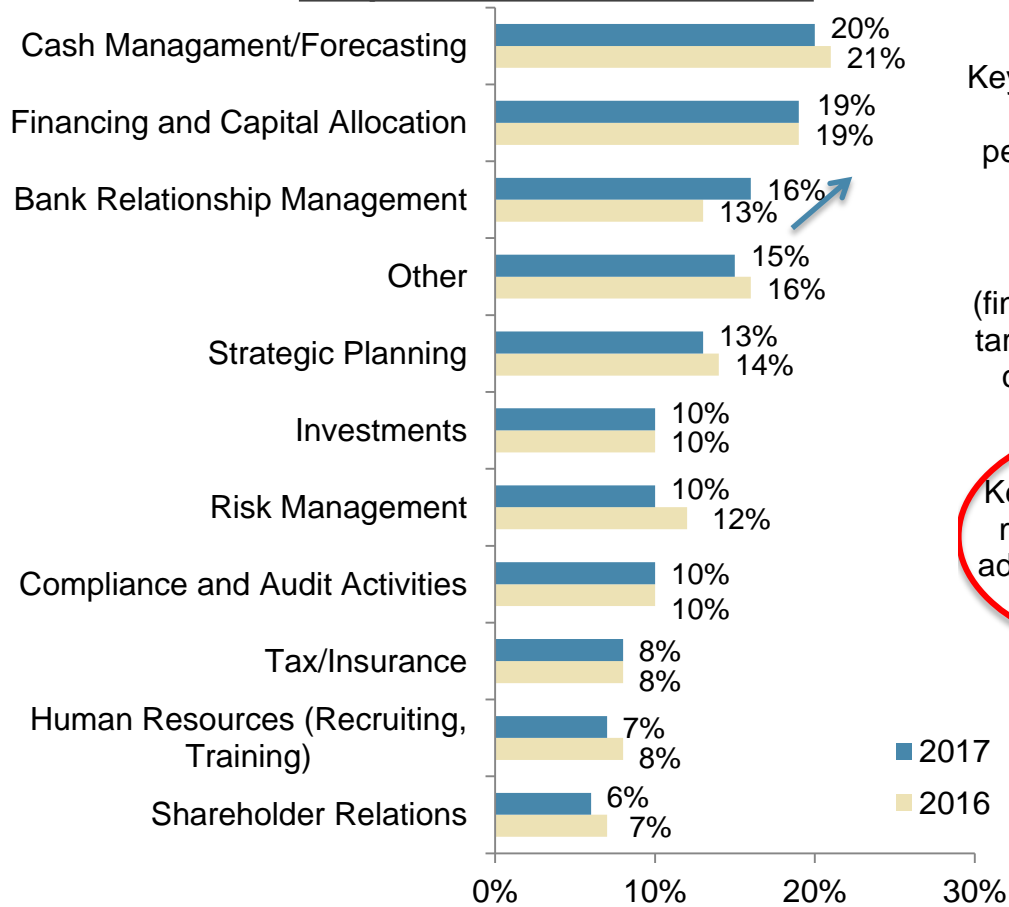 Cash Managament/Forecasting
20%
21%
Financing and Capital Allocation
19%
19%
Bank Relationship Management
16%
13%
Other
15%
16%
Strategic Planning
13%
14%
Investments
10%
10%
Risk Management
10%
12%
Compliance and Audit Activities
10%
10%
Tax/Insurance
8%
8%
Human Resources (Recruiting,
Training)
7%
8%
Shareholder Relations
6%
7%
0%
10%
20%
30%
2017
2016